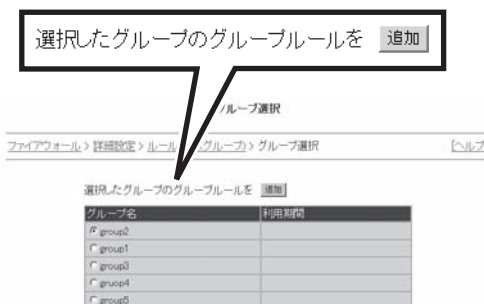 選択したグループのグループルールを 追加
ループ選択
ファイアウォール > 詳細設定 > ルール グループ) > グループ選択 [ヘルプ
選択したグループのグループルールを 追加
グループ名 利用期間
group2
group1
group3
gruop4
group5